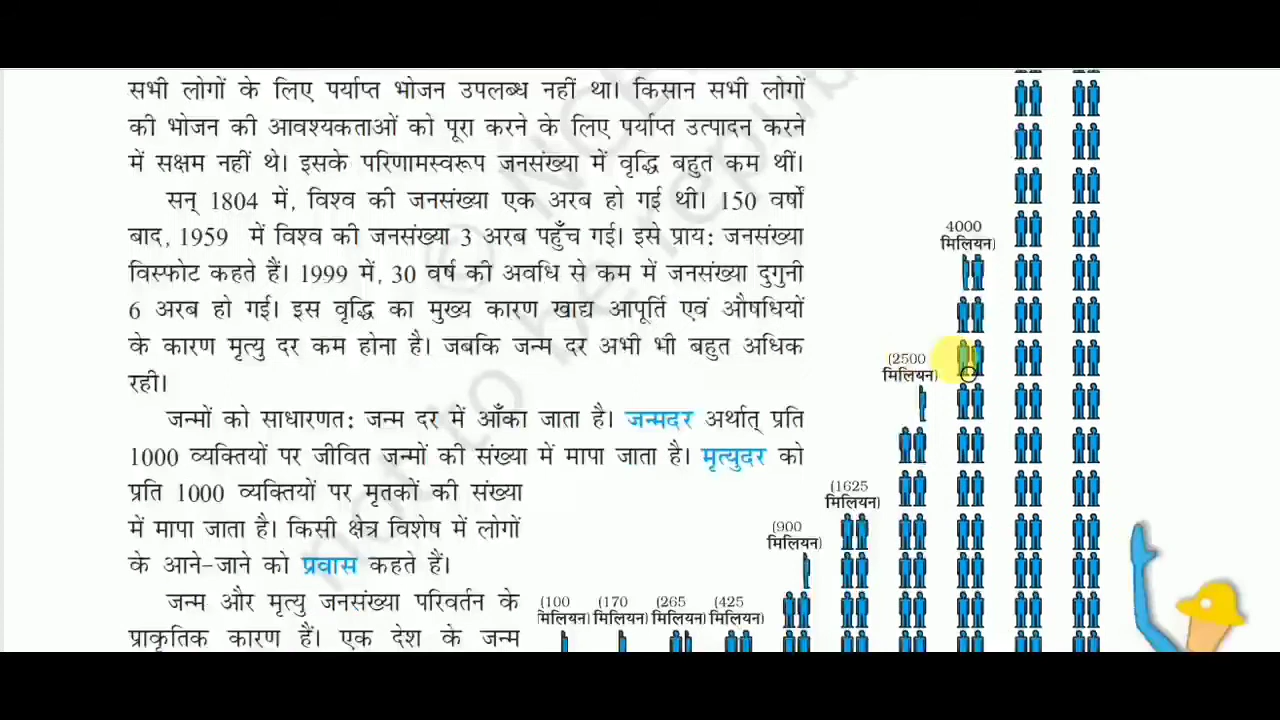 सभी लोगों के लिए पर्याप्त भोजन उपलब्ध नहीं था। किसान सभी लोगों
की भोजन की आवश्यकताओं को पूरा करने के लिए पर्याप्त उत्पादन करने
में सक्षम नहीं थे। इसके परिणामस्वरूप जनसंख्या में वृद्धि बहुत कम थीं।
सन् 1804 में, विश्व की जनसंख्या एक अरब हो गई थी। 150 वर्षों
बाद, 1959 में विश्व की जनसंख्या 3 अरब पहुँच गई। इसे प्राय: जनसंख्या
विस्फोट कहते हैं। 1999 में, 30 वर्ष की अवधि से कम में जनसंख्या दुगुनी
6 अरब हो गई। इस वृद्धि का मुख्य कारण खाद्य आपूर्ति एवं औषधियों
के कारण मृत्यु दर कम होना है। जबकि जन्म दर अभी भी बहुत अधिक
रही।
जन्मों को साधारणत: जन्म दर में आँका जाता है। जन्मदर अर्थात् प्रति
1000 व्यक्तियों पर जीवित जन्मों की संख्या में मापा जाता है। मृत्युदर को
प्रति 1000 व्यक्तियों पर मृतकों की संख्या
में मापा जाता है। किसी क्षेत्र विशेष में लोगों
के आने-जाने को प्रवास कहते हैं।
जन्म और मृत्यु जनसंख्या परिवर्तन के
प्राकृतिक कारण हैं। एक देश के जन्म
(100
मिलियन)
(170
मिलियन)
(265
मिलियन)
(425
मिलियन)
(900
मिलियन)
(1625
मिलियन)
(2500
मिलियन)
4000
मिलियन)
not to be republ
© NCE